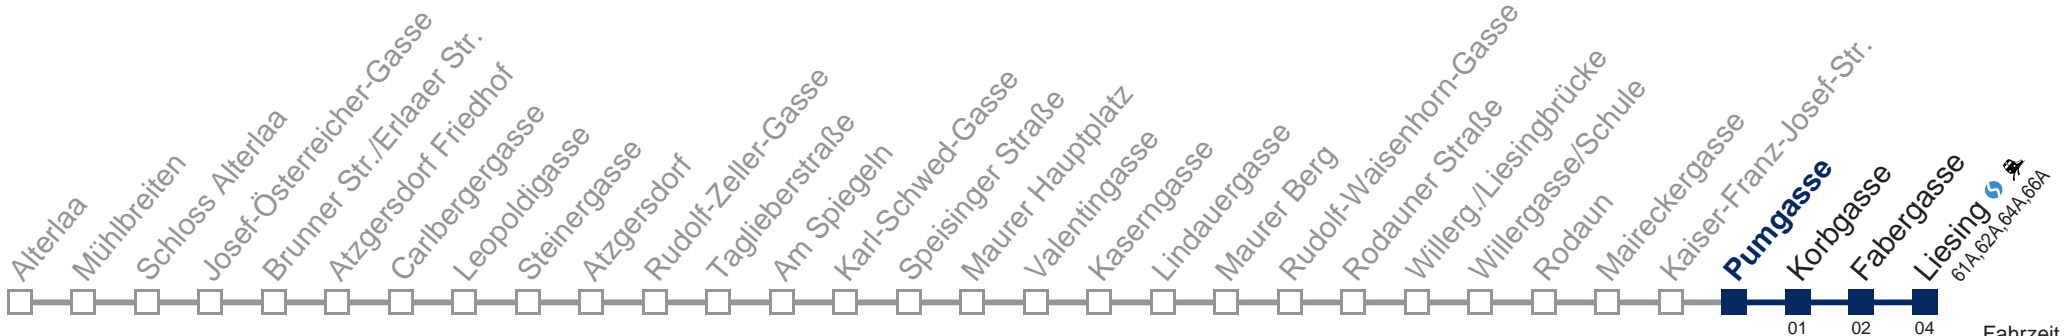 Alterlaa
Mühlbreiten
Schloss Alterlaa
Josef-Österreicher-Gasse
Brunner Str./Erlaaer Str.
Atzgersdorf Friedhof
Carlbergergasse
Leopoldigasse
Steinergasse
Atzgersdorf
Rudolf-Zeller-Gasse
Taglieberstraße
Am Spiegeln
Karl-Schwed-Gasse
Speisinger Straße
Maurer Hauptplatz
Valentingasse
Kaserngasse
Lindauergasse
Maurer Berg
Rudolf-Waisenhorn-Gasse
Rodauner Straße
Willerg./Liesingbrücke
Willergasse/Schule
Rodaun
Maireckergasse
Kaiser-Franz-Josef-Str.
Pumgasse
Korbgasse
Fabergasse
Liesing
61A,62A,64A,66A
01 02 04
Fahrzeit